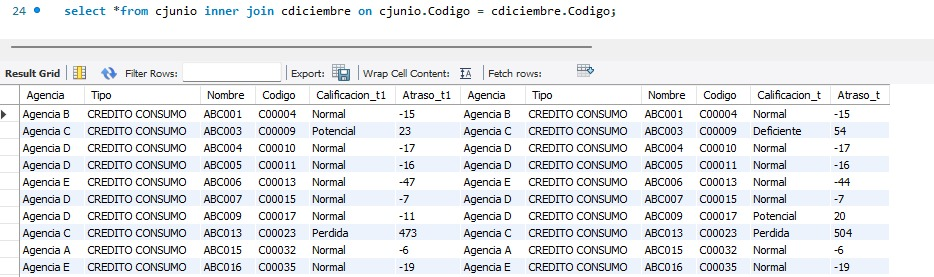 24 select *from cjunio inner join cdiciembre on cjunio.Codigo = cdiciembre.Codigo;
Result Grid Filter Rows: Export: Wrap Cell Content: Fetch rows:
Agencia Tipo Nombre Codigo Calificacion_t1 Atraso_t1 Agencia Tipo Nombre Codigo Calificacion_t Atraso_t
Agencia B CREDITO CONSUMO ABC001 C00004 Normal -15 Agencia B CREDITO CONSUMO ABC001 C00004 Normal -15
Agencia C CREDITO CONSUMO ABC003 C00009 Potencial 23 Agencia C CREDITO CONSUMO ABC003 C00009 Deficiente 54
Agencia D CREDITO CONSUMO ABC004 C00010 Normal -17 Agencia D CREDITO CONSUMO ABC004 C00010 Normal -17
Agencia D CREDITO CONSUMO ABC005 C00011 Normal -16 Agencia D CREDITO CONSUMO ABC005 C00011 Normal -16
Agencia E CREDITO CONSUMO ABC006 C00013 Normal -47 Agencia E CREDITO CONSUMO ABC006 C00013 Normal -44
Agencia D CREDITO CONSUMO ABC007 C00015 Normal -7 Agencia D CREDITO CONSUMO ABC007 C00015 Normal -7
Agencia D CREDITO CONSUMO ABC009 C00017 Normal -11 Agencia D CREDITO CONSUMO ABC009 C00017 Potencial 20
Agencia C CREDITO CONSUMO ABC013 C00023 Perdida 473 Agencia C CREDITO CONSUMO ABC013 C00023 Perdida 504
Agencia A CREDITO CONSUMO ABC015 C00032 Normal -6 Agencia A CREDITO CONSUMO ABC015 C00032 Normal -6
Agencia E CREDITO CONSUMO ABC016 C00035 Normal -19 Agencia E CREDITO CONSUMO ABC016 C00035 Normal -19